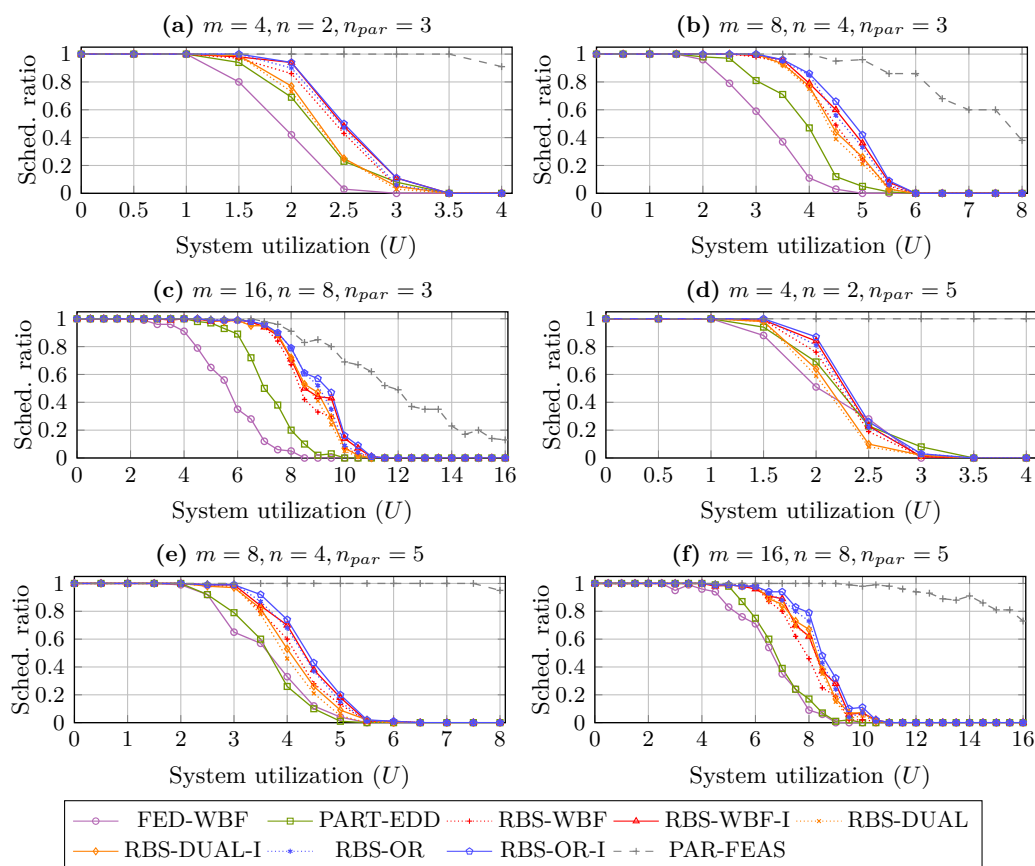 (a) m = 4, n = 2, n_par = 3
1
0.8
0.6
0.4
0.2
0
Sched. ratio
0 0.5 1 1.5 2 2.5 3 3.5 4
System utilization (U)
(b) m = 8, n = 4, n_par = 3
1
0.8
0.6
0.4
0.2
0
Sched. ratio
0 1 2 3 4 5 6 7 8
System utilization (U)
(c) m = 16, n = 8, n_par = 3
1
0.8
0.6
0.4
0.2
0
Sched. ratio
0 2 4 6 8 10 12 14 16
System utilization (U)
(d) m = 4, n = 2, n_par = 5
1
0.8
0.6
0.4
0.2
0
Sched. ratio
0 0.5 1 1.5 2 2.5 3 3.5 4
System utilization (U)
(e) m = 8, n = 4, n_par = 5
1
0.8
0.6
0.4
0.2
0
Sched. ratio
0 1 2 3 4 5 6 7 8
System utilization (U)
(f) m = 16, n = 8, n_par = 5
1
0.8
0.6
0.4
0.2
0
Sched. ratio
0 2 4 6 8 10 12 14 16
System utilization (U)
FED-WBF PART-EDD RBS-WBF RBS-WBF-I RBS-DUAL
RBS-DUAL-I RBS-OR RBS-OR-I PAR-FEAS